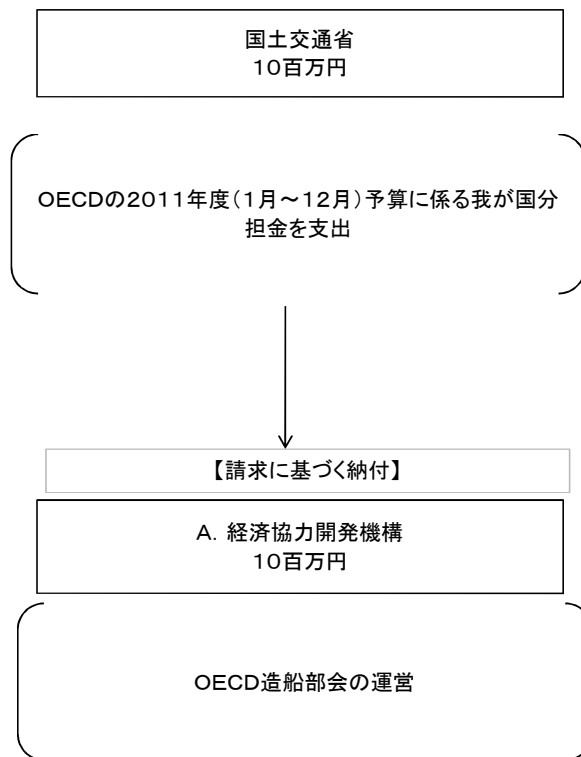 国土交通省
１０百万円
ＯＥＣＤの２０１１年度（１月～１２月）予算に係る我が国分
担金を支出
【請求に基づく納付】
Ａ．経済協力開発機構
１０百万円
ＯＥＣＤ造船部会の運営